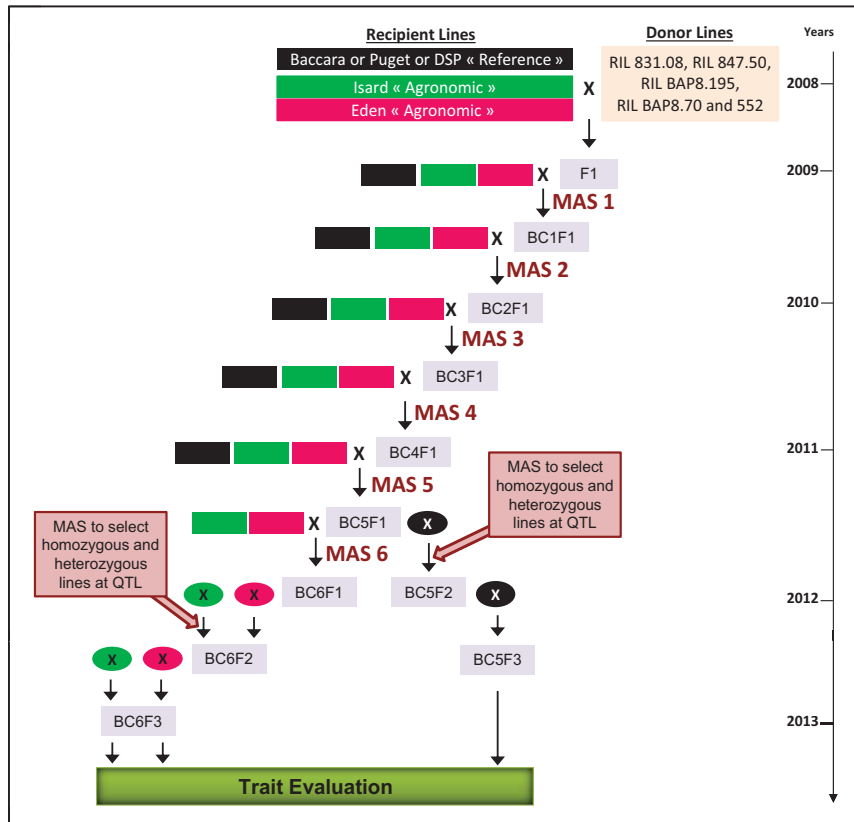 Recipient Lines
Donor Lines
Years
Baccara or Puget or DSP « Reference »
Isard « Agronomic »
Eden « Agronomic »
X
RIL 831.08, RIL 847.50,
RIL BAP8.195,
RIL BAP8.70 and 552
2008
X
F1
2009
MAS 1
X
BC1F1
MAS 2
X
BC2F1
2010
MAS 3
X
BC3F1
MAS 4
X
BC4F1
2011
MAS 5
MAS to select
homozygous and
heterozygous
lines at QTL
X
BC5F1
X
MAS to select
homozygous and
heterozygous
lines at QTL
MAS 6
X
X
BC6F1
BC5F2
X
2012
X
X
BC6F2
BC5F3
BC6F3
2013
Trait Evaluation